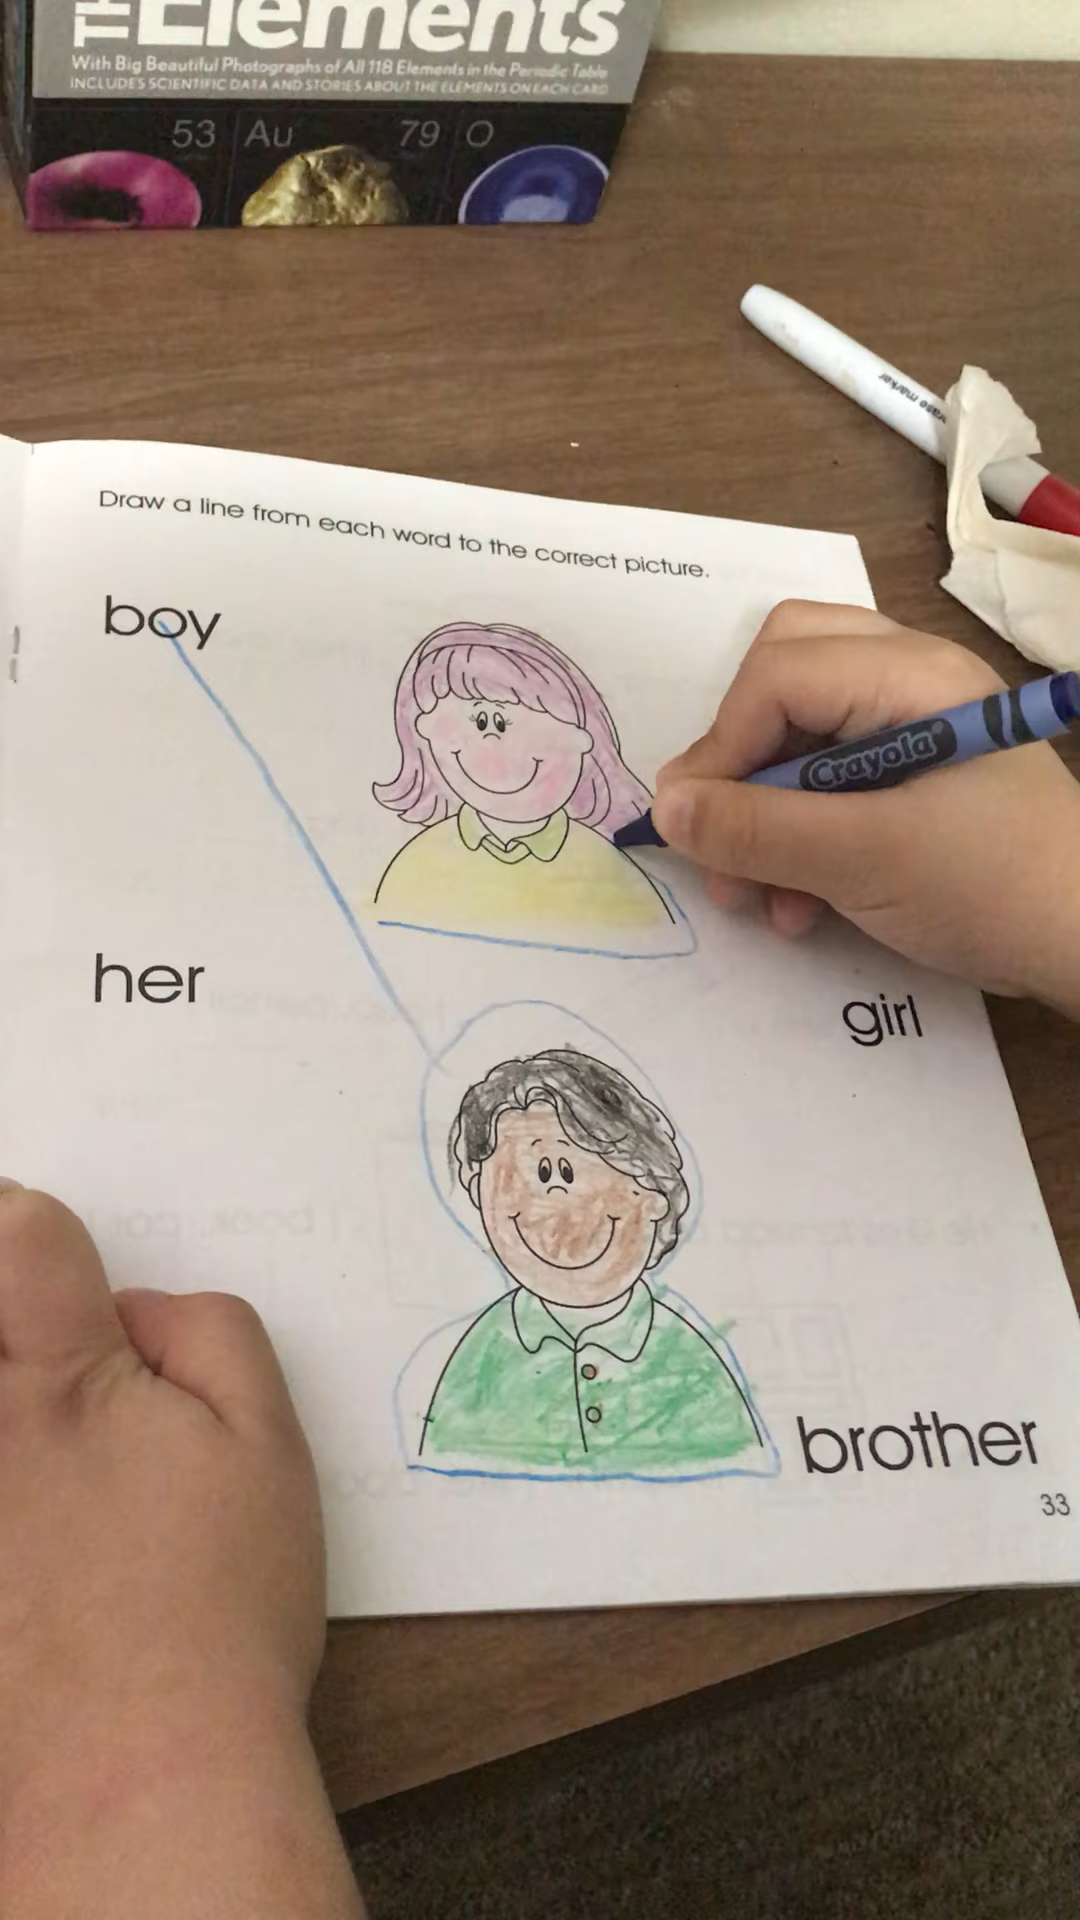 Elements
With Big Beautiful Photographs of All 118 Elements in the Periodic Table
INCLUDES SCIENTIFIC DATA AND STORIES ABOUT THE ELEMENTS ON EACH CARD
53 Au 79 O
Draw a line from each word to the correct picture.
boy
Crayola
her
girl
brother
33